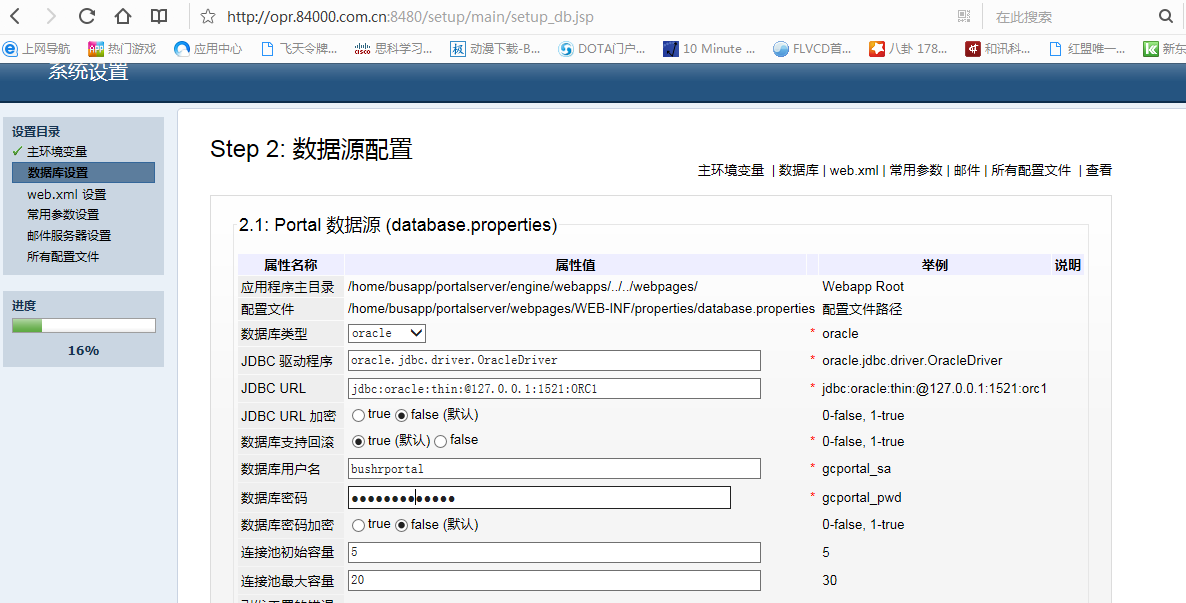 http://opr.84000.com.cn:8480/setup/main/setup_db.jsp
在此搜索
上网导航 热门游戏 应用中心 飞天令牌... 思科学习... 动漫下载-B... DOTA门户... 10 Minute ... FLVCD首... 八卦 178... 和讯科... 红盟唯一... 新东
系统设置
设置目录
主环境变量
数据库设置
web.xml 设置
常用参数设置
邮件服务器设置
所有配置文件
进度
16%
Step 2: 数据源配置
主环境变量 | 数据库 | web.xml | 常用参数 | 邮件 | 所有配置文件 | 查看
2.1: Portal 数据源 (database.properties)
属性名称 属性值 举例 说明
应用程序主目录 /home/busapp/portalserver/engine/webapps/../../webpages/ Webapp Root
配置文件 /home/busapp/portalserver/webpages/WEB-INF/properties/database.properties 配置文件路径
数据库类型 oracle * oracle
JDBC 驱动程序 oracle.jdbc.driver.OracleDriver * oracle.jdbc.driver.OracleDriver
JDBC URL jdbc:oracle:thin:@127.0.0.1:1521:ORC1 * jdbc:oracle:thin:@127.0.0.1:1521:orc1
JDBC URL 加密 true false (默认) 0-false, 1-true
数据库支持回滚 true (默认) false * 0-false, 1-true
数据库用户名 bushrportal * gcportal_sa
数据库密码 ●●●●●●●●●●●●● * gcportal_pwd
数据库密码加密 true false (默认) 0-false, 1-true
连接池初始容量 5 5
连接池最大容量 20 30